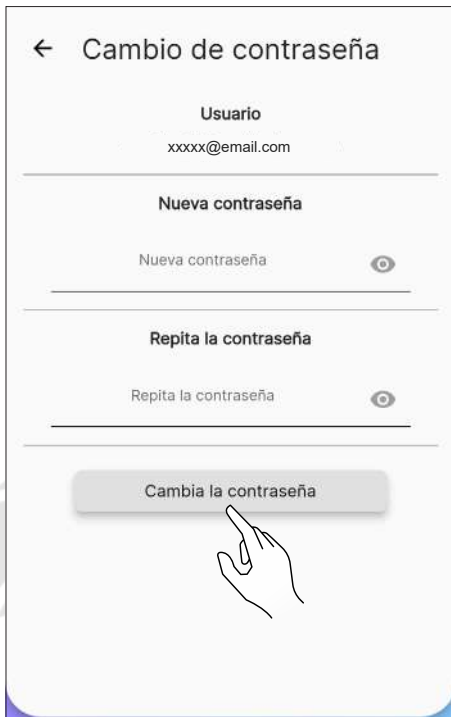 Cambio de contraseña
Usuario
xxxxx@email.com
Nueva contraseña
Nueva contraseña
Repita la contraseña
Repita la contraseña
Cambia la contraseña